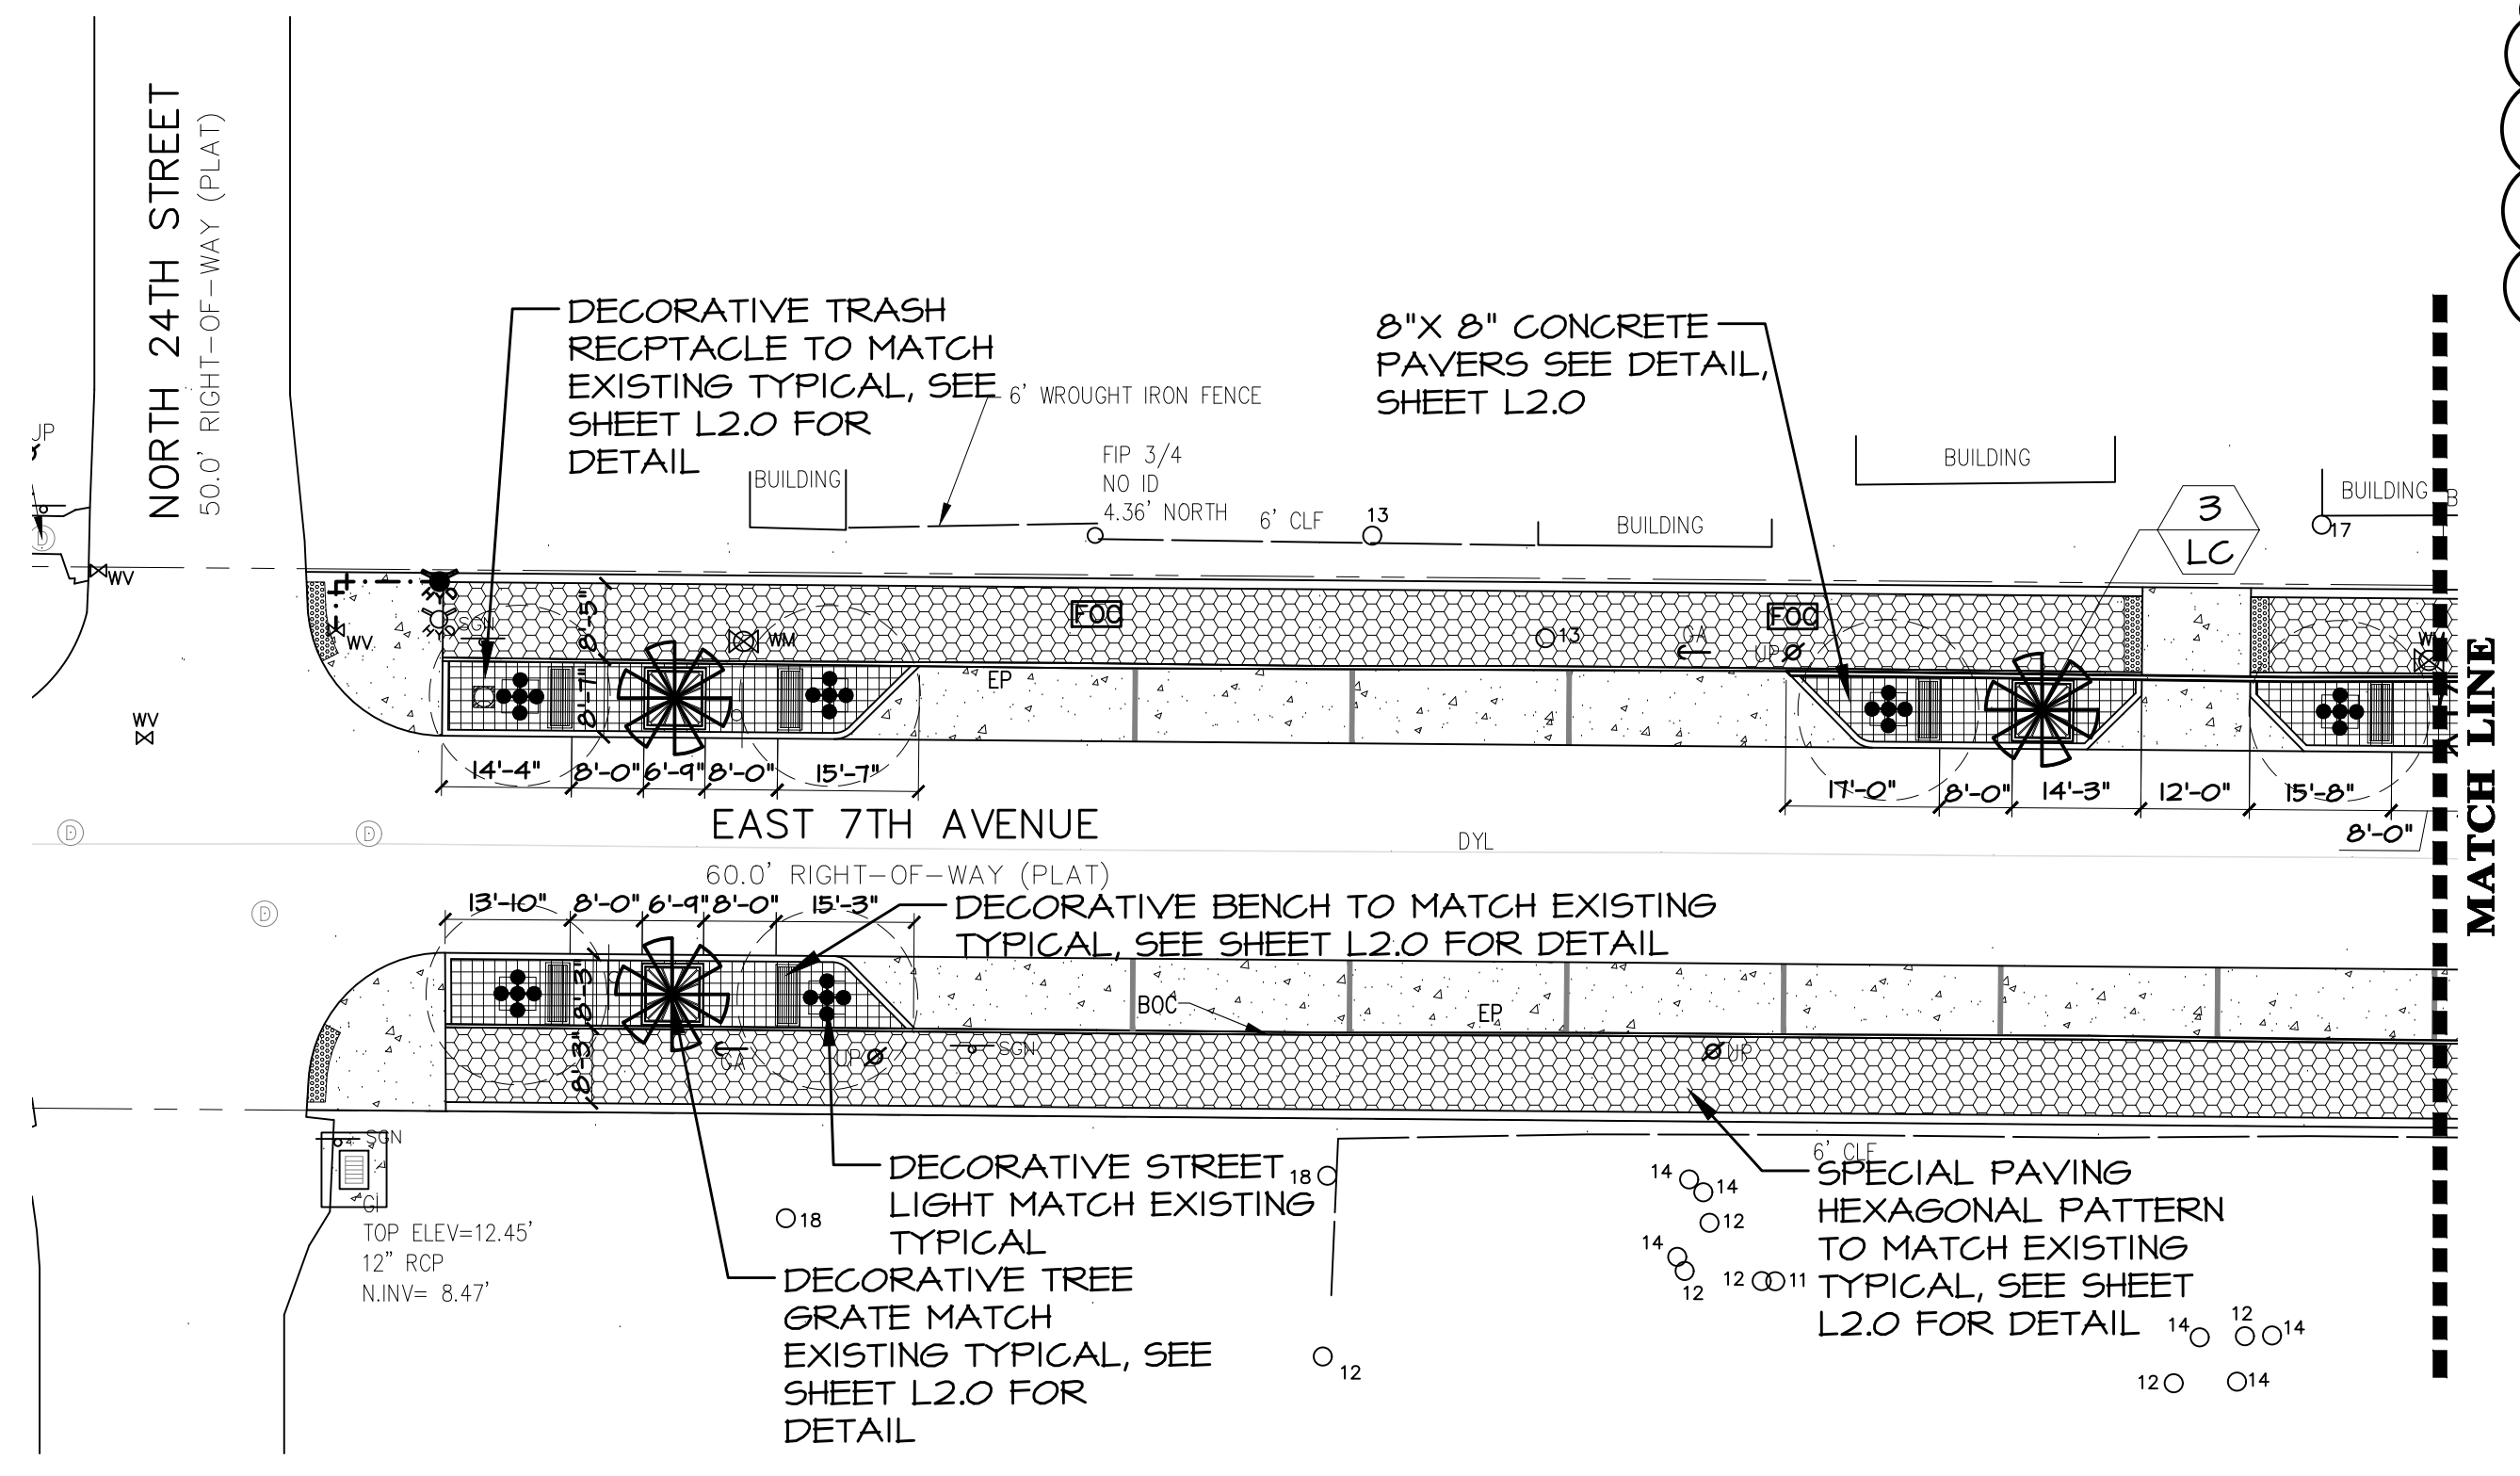 NORTH 24TH STREET
50.0' RIGHT-OF-WAY (PLAT)
DECORATIVE TRASH
RECPTACLE TO MATCH
EXISTING TYPICAL, SEE
SHEET L2.0 FOR
DETAIL
6' WROUGHT IRON FENCE
8"X 8" CONCRETE
PAVERS SEE DETAIL,
SHEET L2.0
BUILDING
FIP 3/4
NO ID
4.36' NORTH
6' CLF
13
BUILDING
BUILDING
BUILDING
17
3
LC
WV
HYD
HYD
SGN
WV
WV
8'-5"
8'-7"
WM
FOC
EP
13
GA
FOC
UP
14'-4"
8'-0"
6'-9"
8'-0"
15'-7"
17'-0"
8'-0"
14'-3"
12'-0"
15'-8"
8'-0"
MATCH LINE
EAST 7TH AVENUE
60.0' RIGHT-OF-WAY (PLAT)
DYL
D
D
D
D
13'-10"
8'-0"
6'-9"
8'-0"
15'-3"
DECORATIVE BENCH TO MATCH EXISTING
TYPICAL, SEE SHEET L2.0 FOR DETAIL
8'-3"
8'-3"
BOC
EP
GA
UP
SGN
UP
SGN
GI
TOP ELEV=12.45'
12" RCP
N.INV= 8.47'
DECORATIVE STREET
LIGHT MATCH EXISTING
TYPICAL
18
18
DECORATIVE TREE
GRATE MATCH
EXISTING TYPICAL, SEE
SHEET L2.0 FOR
DETAIL
12
6' CLF
SPECIAL PAVING
HEXAGONAL PATTERN
TO MATCH EXISTING
TYPICAL, SEE SHEET
L2.0 FOR DETAIL
14
14
12
14
12
12
11
14
12
14
12
14